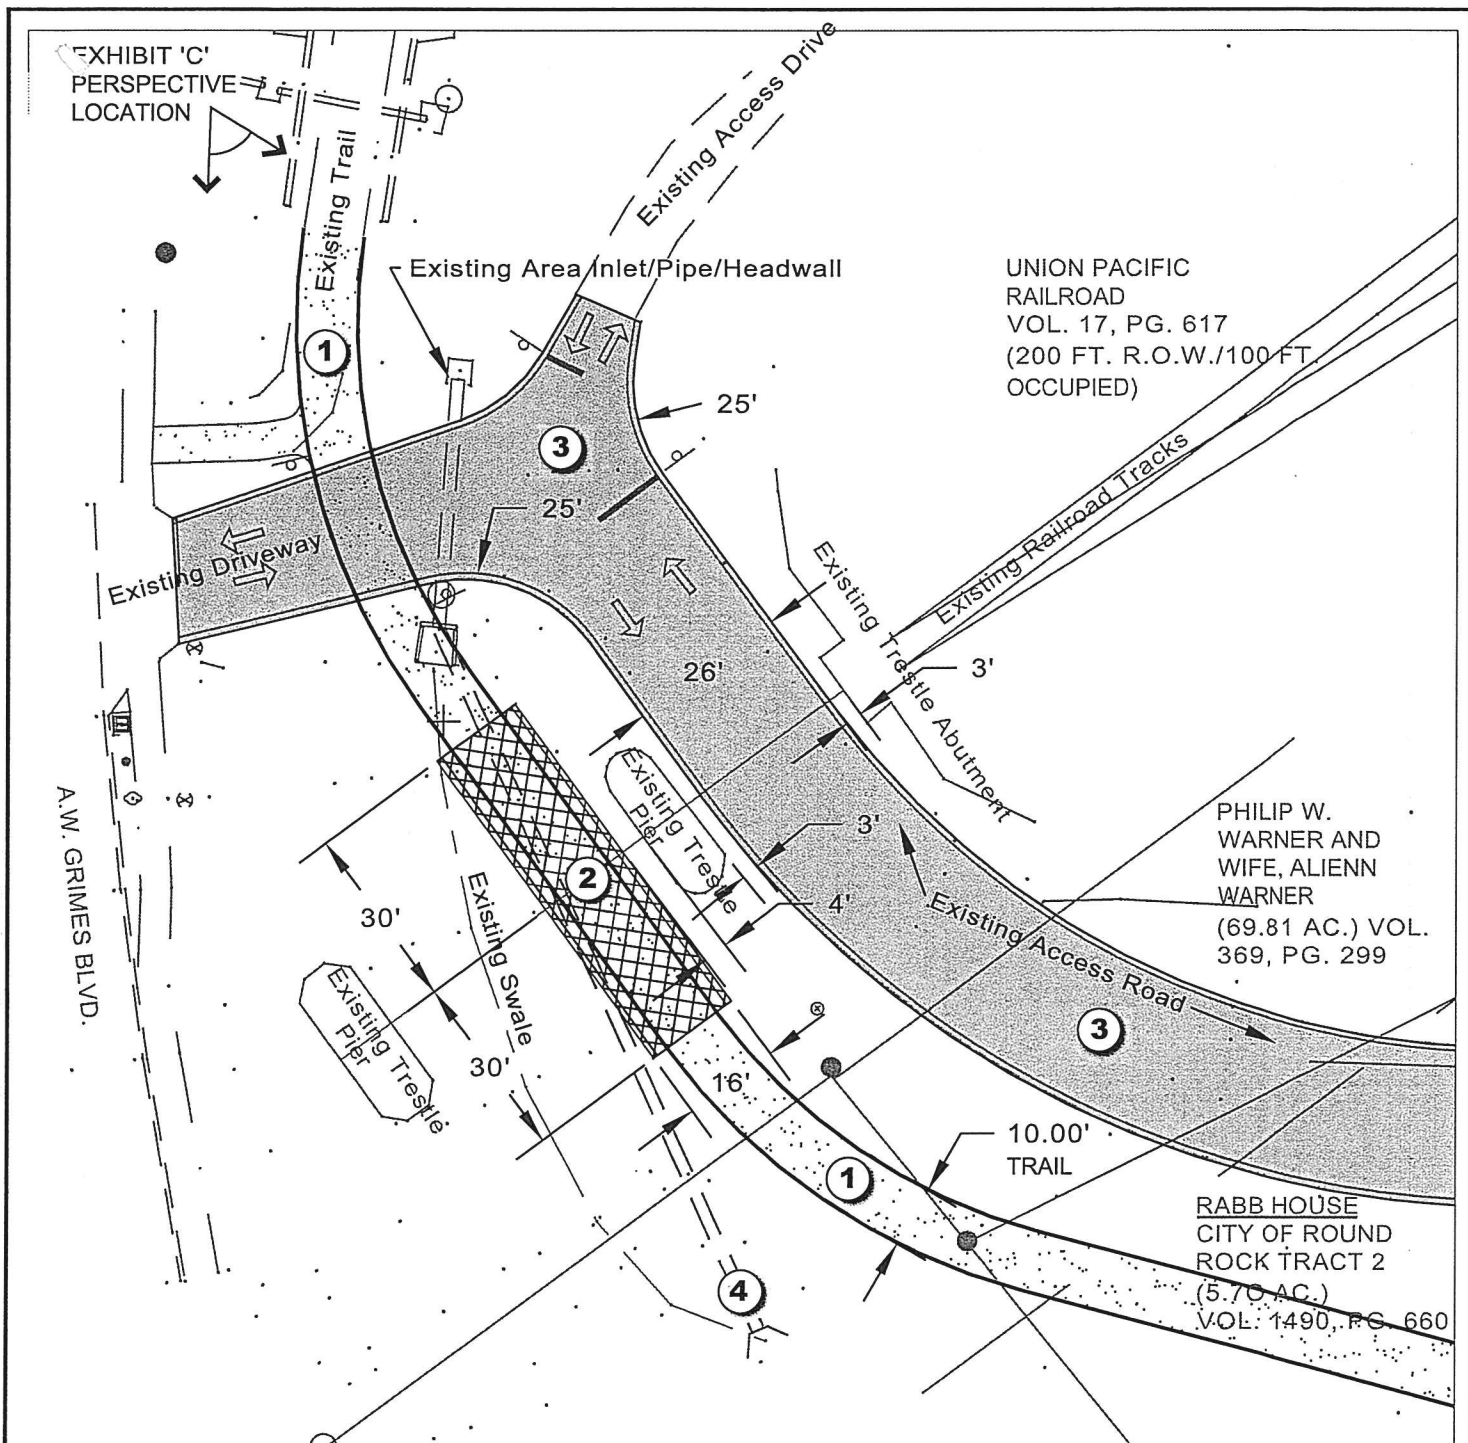 EXHIBIT 'C'
PERSPECTIVE
LOCATION
Existing Trail
Existing Access Drive
Existing Area Inlet/Pipe/Headwall
UNION PACIFIC
RAILROAD
VOL. 17, PG. 617
(200 FT. R.O.W./100 FT.
OCCUPIED)
1
25'
3
25'
Existing Railroad Tracks
Existing Driveway
Existing Trestle Abutment
26'
3'
Existing Trestle
Pier
3'
A.W. GRIMES BLVD.
2
4'
30'
Existing Swale
PHILIP W.
WARNER AND
WIFE, ALIENN
WARNER
(69.81 AC.) VOL.
369, PG. 299
Existing Access Road
3
Existing Trestle
Pier
30'
16'
10.00'
TRAIL
1
RABB HOUSE
CITY OF ROUND
ROCK TRACT 2
(5.70 AC.)
VOL. 1490, PG. 660
4